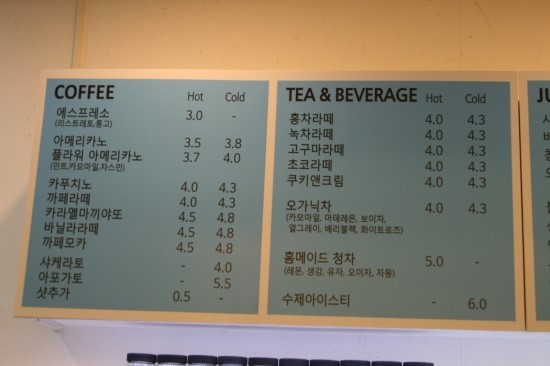 COFFEE Hot Cold
에스프레소 3.0 -
(리스트레토,룽고)
아메리카노 3.5 3.8
플라워 아메리카노 3.7 4.0
(민트,카모마일,자스민)
카푸치노 4.0 4.3
까페라떼 4.0 4.3
카라멜마끼야또 4.5 4.8
바닐라라떼 4.5 4.8
까페모카 4.5 4.8
샤케라토 - 4.0
아포가토 - 5.5
샷추가 0.5 -
TEA & BEVERAGE Hot Cold
홍차라떼 4.0 4.3
녹차라떼 4.0 4.3
고구마라떼 4.0 4.3
초코라떼 4.0 4.3
쿠키앤크림 4.0 4.3
오가닉차 4.0 4.3
(카모마일, 마테레몬, 보이차,
얼그레이, 베리블랙, 화이트로즈)
홈메이드 청차 5.0 -
(레몬, 생강, 유자, 오미차, 자몽)
수제아이스티 - 6.0
JU